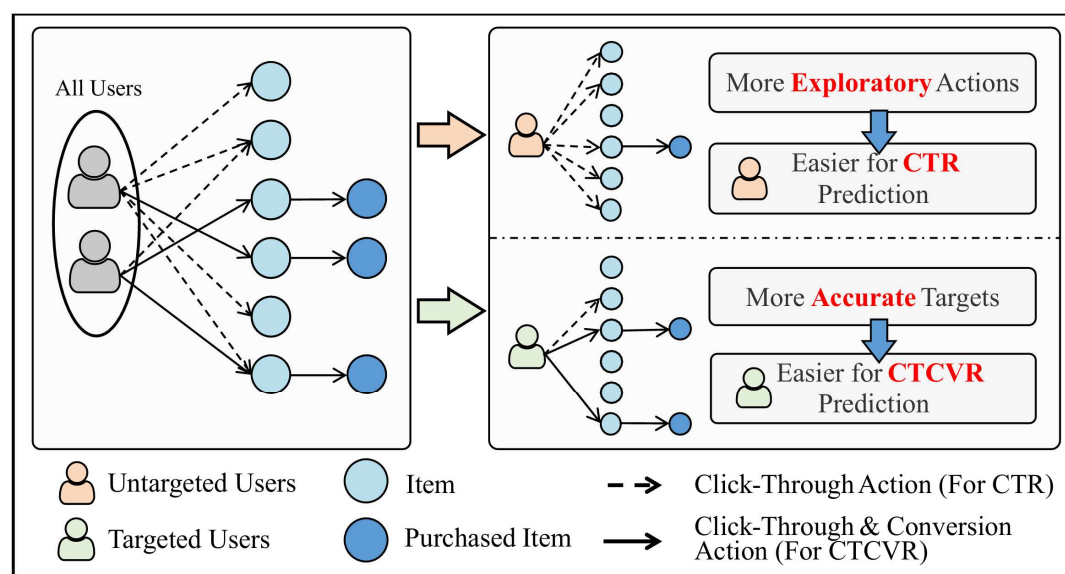 All Users
More Exploratory Actions
Easier for CTR
Prediction
More Accurate Targets
Easier for CTCVR
Prediction
Untargeted Users
Item
Click-Through Action (For CTR)
Targeted Users
Purchased Item
Click-Through & Conversion
Action (For CTCVR)